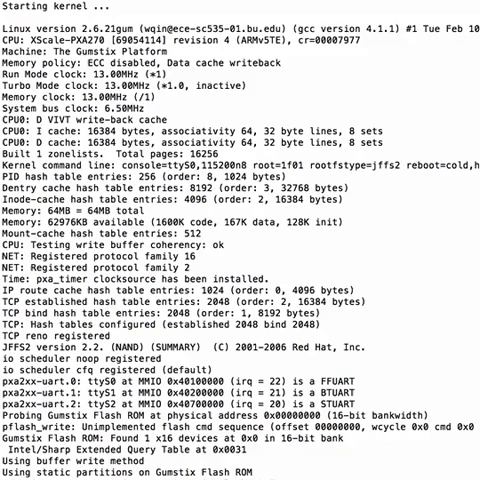 Starting kernel ...
Linux version 2.6.21gum (wqin@ece-sc535-01.bu.edu) (gcc version 4.1.1) #1 Tue Feb 10
CPU: XScale-PXA270 [69054114] revision 4 (ARMv5TE), cr=00007977
Machine: The Gumstix Platform
Memory policy: ECC disabled, Data cache writeback
Run Mode clock: 13.00MHz (*1)
Turbo Mode clock: 13.00MHz (*1.0, inactive)
Memory clock: 13.00MHz (/1)
System bus clock: 6.50MHz
CPU0: D VIVT write-back cache
CPU0: I cache: 16384 bytes, associativity 64, 32 byte lines, 8 sets
CPU0: D cache: 16384 bytes, associativity 64, 32 byte lines, 8 sets
Built 1 zonelists.  Total pages: 16256
Kernel command line: console=ttyS0,115200n8 root=1f01 rootfstype=jffs2 reboot=cold,h
PID hash table entries: 256 (order: 8, 1024 bytes)
Dentry cache hash table entries: 8192 (order: 3, 32768 bytes)
Inode-cache hash table entries: 4096 (order: 2, 16384 bytes)
Memory: 64MB = 64MB total
Memory: 62976KB available (1600K code, 167K data, 128K init)
Mount-cache hash table entries: 512
CPU: Testing write buffer coherency: ok
NET: Registered protocol family 16
NET: Registered protocol family 2
Time: pxa_timer clocksource has been installed.
IP route cache hash table entries: 1024 (order: 0, 4096 bytes)
TCP established hash table entries: 2048 (order: 2, 16384 bytes)
TCP bind hash table entries: 2048 (order: 1, 8192 bytes)
TCP: Hash tables configured (established 2048 bind 2048)
TCP reno registered
JFFS2 version 2.2. (NAND) (SUMMARY)  (C) 2001-2006 Red Hat, Inc.
io scheduler noop registered
io scheduler cfq registered (default)
pxa2xx-uart.0: ttyS0 at MMIO 0x40100000 (irq = 22) is a FFUART
pxa2xx-uart.1: ttyS1 at MMIO 0x40200000 (irq = 21) is a BTUART
pxa2xx-uart.2: ttyS2 at MMIO 0x40700000 (irq = 20) is a STUART
Probing Gumstix Flash ROM at physical address 0x00000000 (16-bit bankwidth)
pflash_write: Unimplemented flash cmd sequence (offset 00000000, wcycle 0x0 cmd 0x0
Gumstix Flash ROM: Found 1 x16 devices at 0x0 in 16-bit bank
 Intel/Sharp Extended Query Table at 0x0031
Using buffer write method
Using static partitions on Gumstix Flash ROM